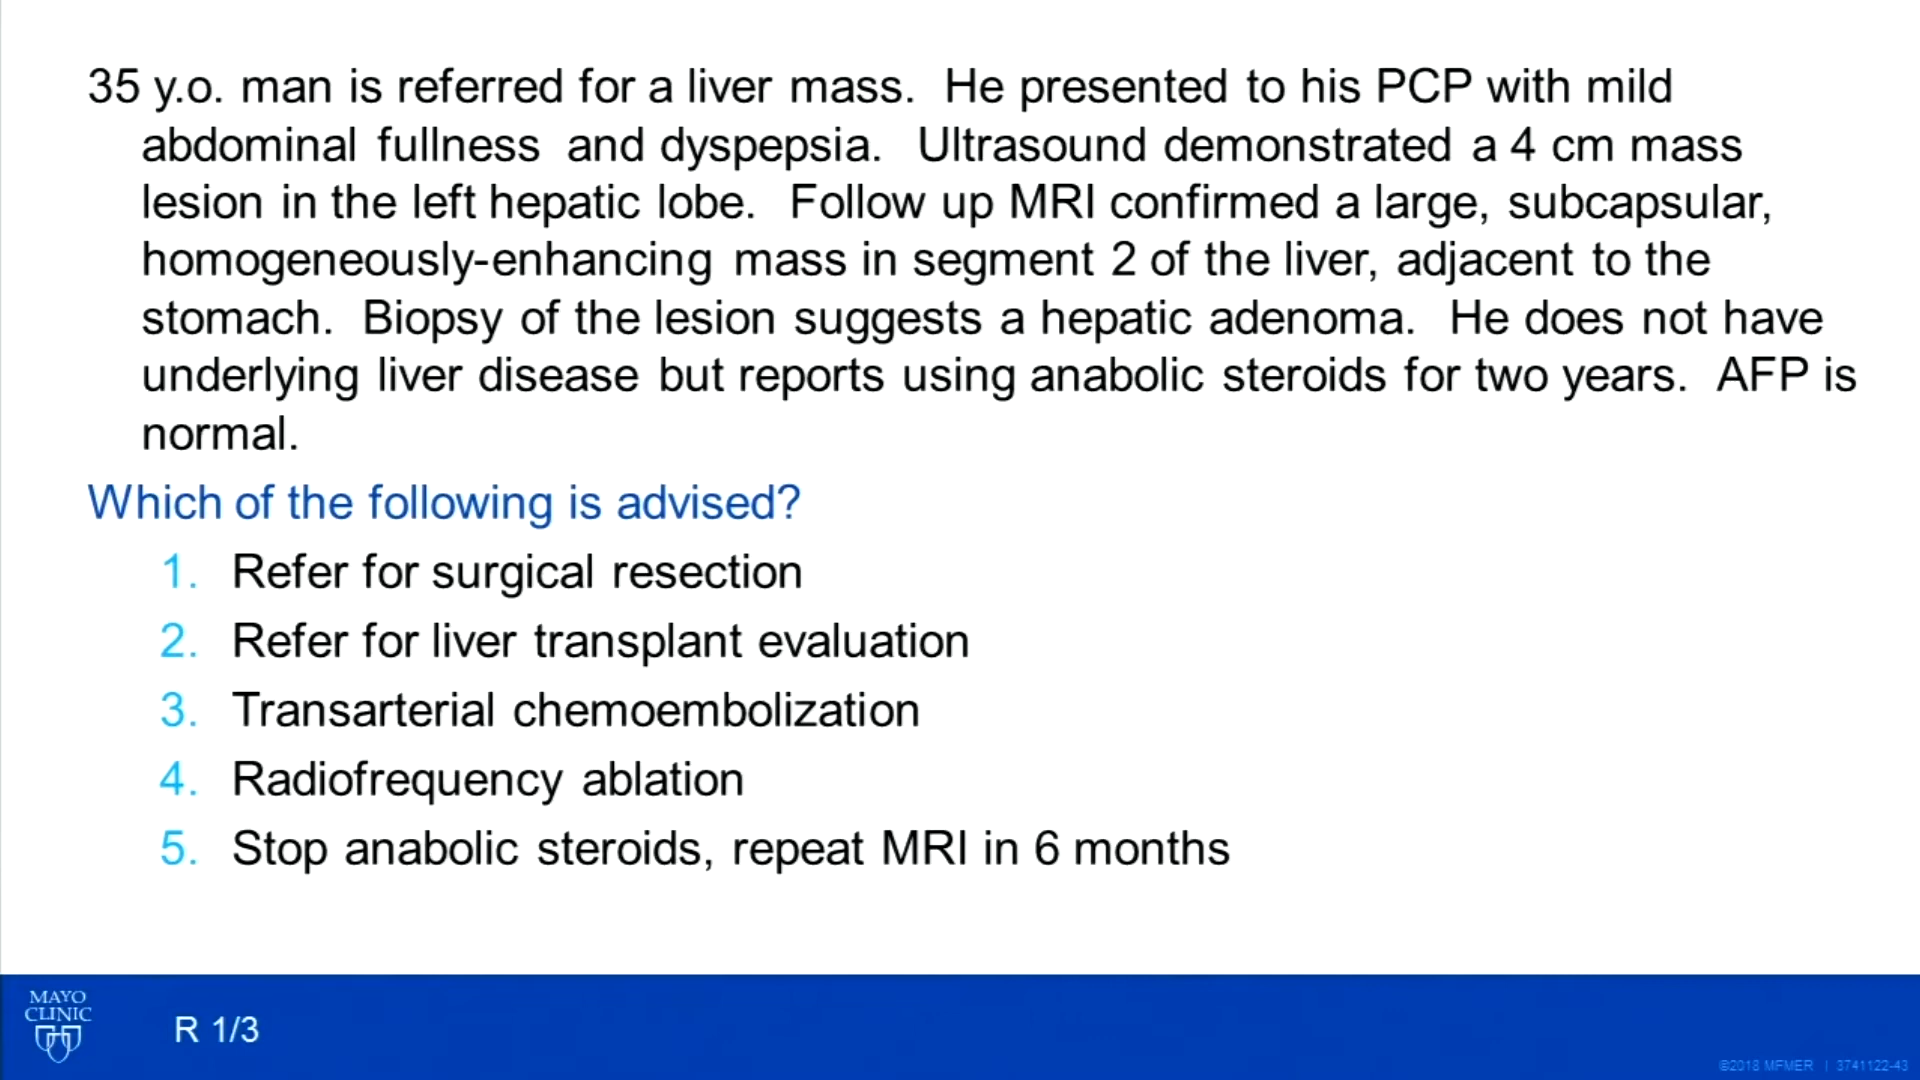 35 y.o. man is referred for a liver mass. He presented to his PCP with mild
abdominal fullness and dyspepsia. Ultrasound demonstrated a 4 cm mass
lesion in the left hepatic lobe. Follow up MRI confirmed a large, subcapsular,
homogeneously-enhancing mass in segment 2 of the liver, adjacent to the
stomach. Biopsy of the lesion suggests a hepatic adenoma. He does not have
underlying liver disease but reports using anabolic steroids for two years. AFP is
normal.
Which of the following is advised?
1. Refer for surgical resection
2. Refer for liver transplant evaluation
3. Transarterial chemoembolization
4. Radiofrequency ablation
5. Stop anabolic steroids, repeat MRI in 6 months
MAYO
CLINIC
R 1/3
©2018 MFMER | 3741122-43